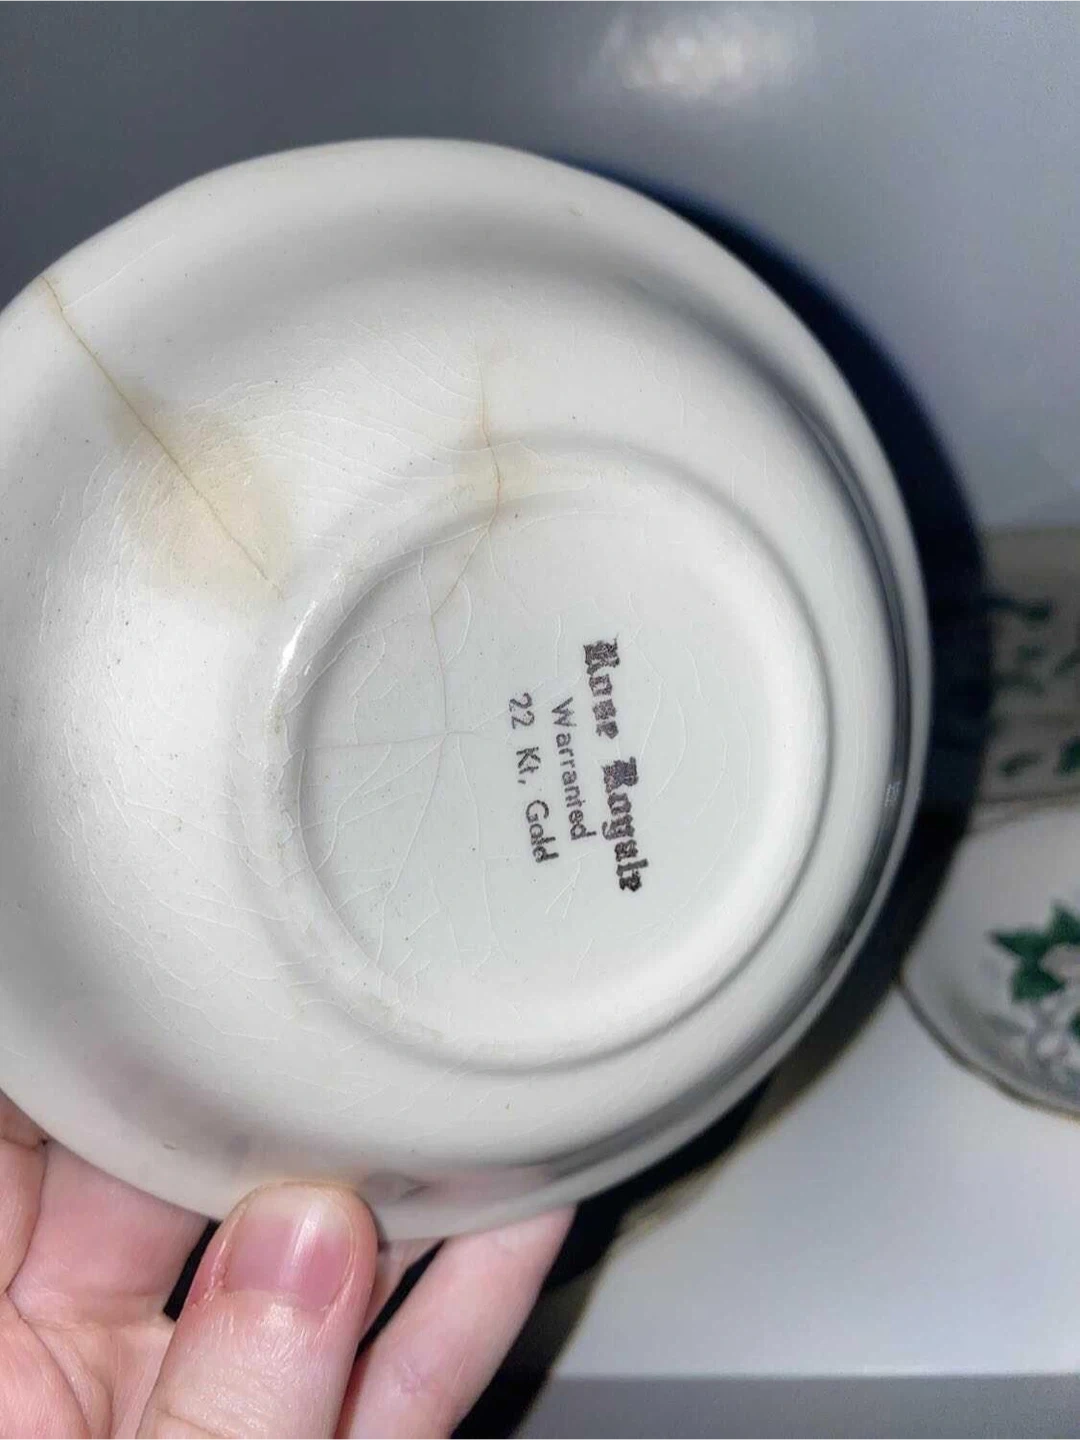 Rose Royale
Warranted
22 Kt. Gold